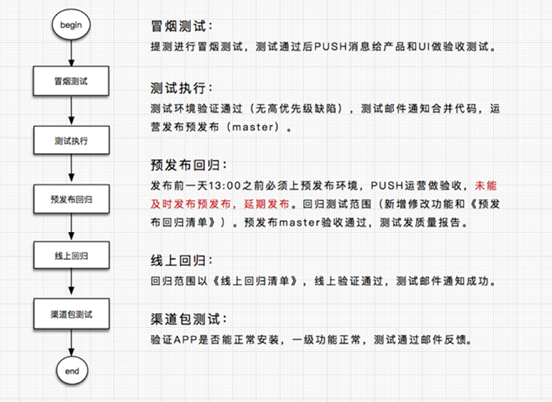 begin
冒烟测试
测试执行
预发布回归
线上回归
渠道包测试
end
冒烟测试：
提测进行冒烟测试，测试通过后PUSH消息给产品和UI做验收测试。
测试执行：
测试环境验证通过（无高优先级缺陷），测试邮件通知合并代码，运
营发布预发布（master）。
预发布回归：
发布前一天13:00之前必须上预发布环境，PUSH运营做验收，未能
及时发布预发布，延期发布。回归测试范围（新增修改功能和《预发
布回归清单》）。预发布master验收通过，测试发质量报告。
线上回归：
回归范围以《线上回归清单》，线上验证通过，测试邮件通知成功。
渠道包测试：
验证APP是否能正常安装，一级功能正常，测试通过邮件反馈。